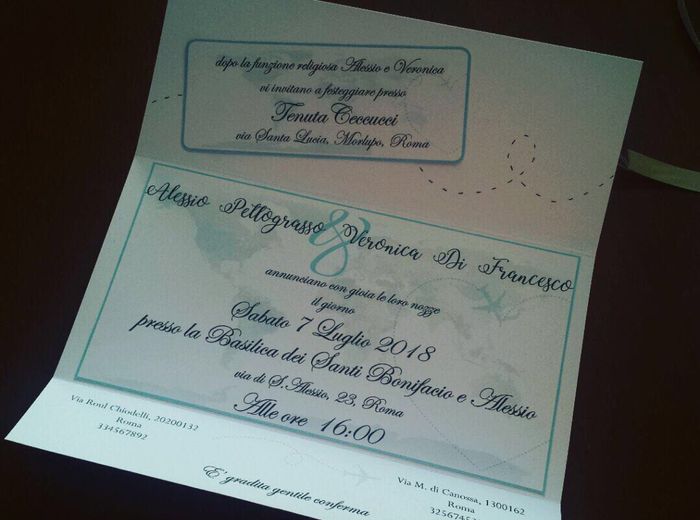 dopo la funzione religiosa Alessio e Veronica
vi invitano a festeggiare presso
Tenuta Ceccucci
via Santa Lucia, Morlupo, Roma
Alessio Pettograsso & Veronica Di Francesco
annunciano con gioia le loro nozze
il giorno
Sabato 7 Luglio 2018
presso la Basilica dei Santi Bonifacio e Alessio
via di S.Alessio, 23, Roma
Alle ore 16:00
Via Roul Chiodelli, 20200132
Roma
334567892
E' gradita gentile conferma
Via M. di Canossa, 1300162
Roma